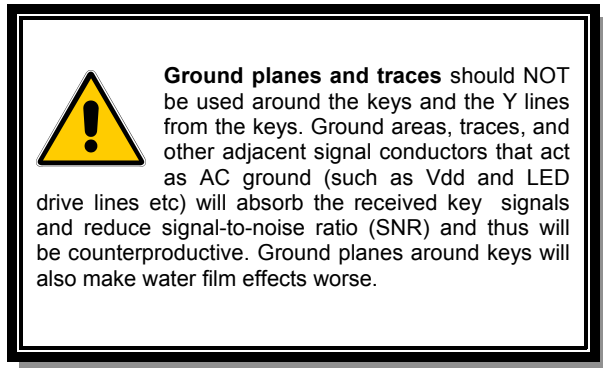 Ground planes and traces should NOT
be used around the keys and the Y lines
from the keys. Ground areas, traces, and
other adjacent signal conductors that act
as AC ground (such as Vdd and LED
drive lines etc) will absorb the received key signals
and reduce signal-to-noise ratio (SNR) and thus will
be counterproductive. Ground planes around keys will
also make water film effects worse.